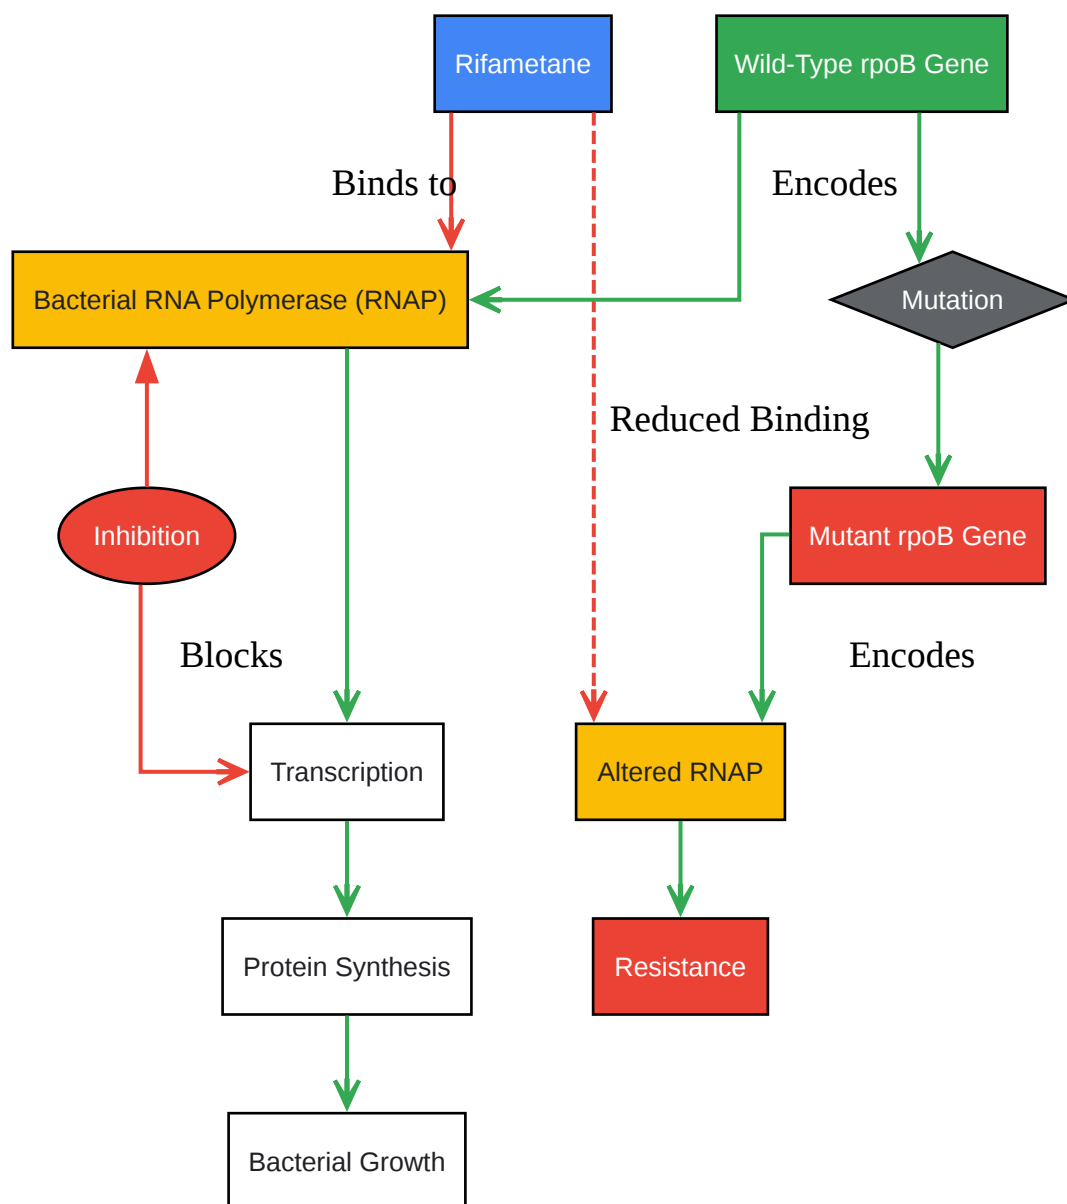 Rifametane
Wild-Type rpoB Gene
Binds to
Encodes
Bacterial RNA Polymerase (RNAP)
Mutation
Reduced Binding
Inhibition
Mutant rpoB Gene
Blocks
Encodes
Transcription
Altered RNAP
Protein Synthesis
Resistance
Bacterial Growth